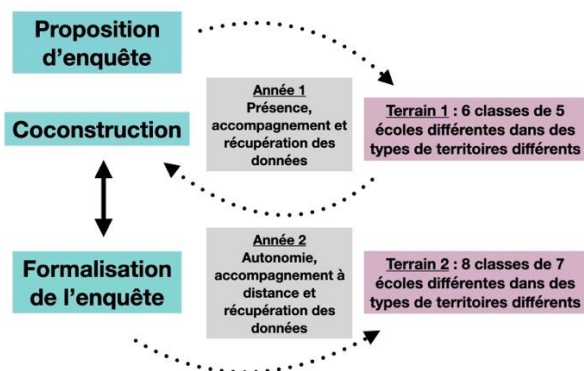 Proposition
d'enquête
Année 1
Présence,
accompagnement et
récupération des
données
Terrain 1 : 6 classes de 5
écoles différentes dans des
types de territoires différents
Coconstruction
Formalisation
de l'enquête
Année 2
Autonomie,
accompagnement à
distance et
récupération des
données
Terrain 2 : 8 classes de 7
écoles différentes dans des
types de territoires différents